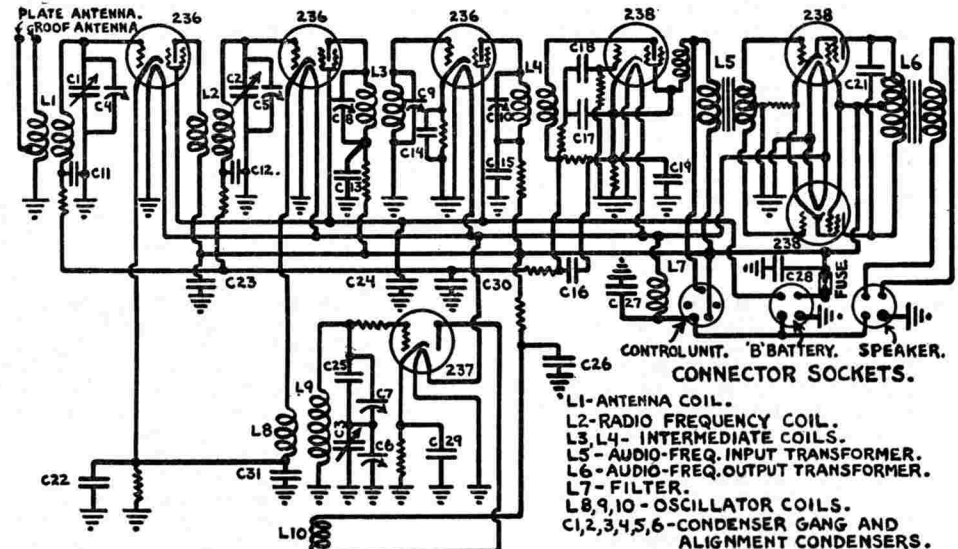 PLATE ANTENNA.
ROOF ANTENNA
236
236
236
238
238
C1
C4
L1
C11
C2
C5
L2
C12.
L3
C8
C13
C9
C14
L4
C10
C15
C18
C17
C19
L5
C21
L6
238
C23
C24
C30
C16
C27
L7
C28
FUSE
CONTROL UNIT. 'B' BATTERY. SPEAKER.
CONNECTOR SOCKETS.
C26
237
C25
L9
C7
C3
C6
C29
L8
C22
C31
L10
L1-ANTENNA COIL.
L2-RADIO FREQUENCY COIL.
L3,L4- INTERMEDIATE COILS.
L5-AUDIO-FREQ. INPUT TRANSFORMER.
L6-AUDIO-FREQ. OUTPUT TRANSFORMER.
L7-FILTER.
L8,9,10-OSCILLATOR COILS.
C1,2,3,4,5,6-CONDENSER GANG AND
ALIGNMENT CONDENSERS.